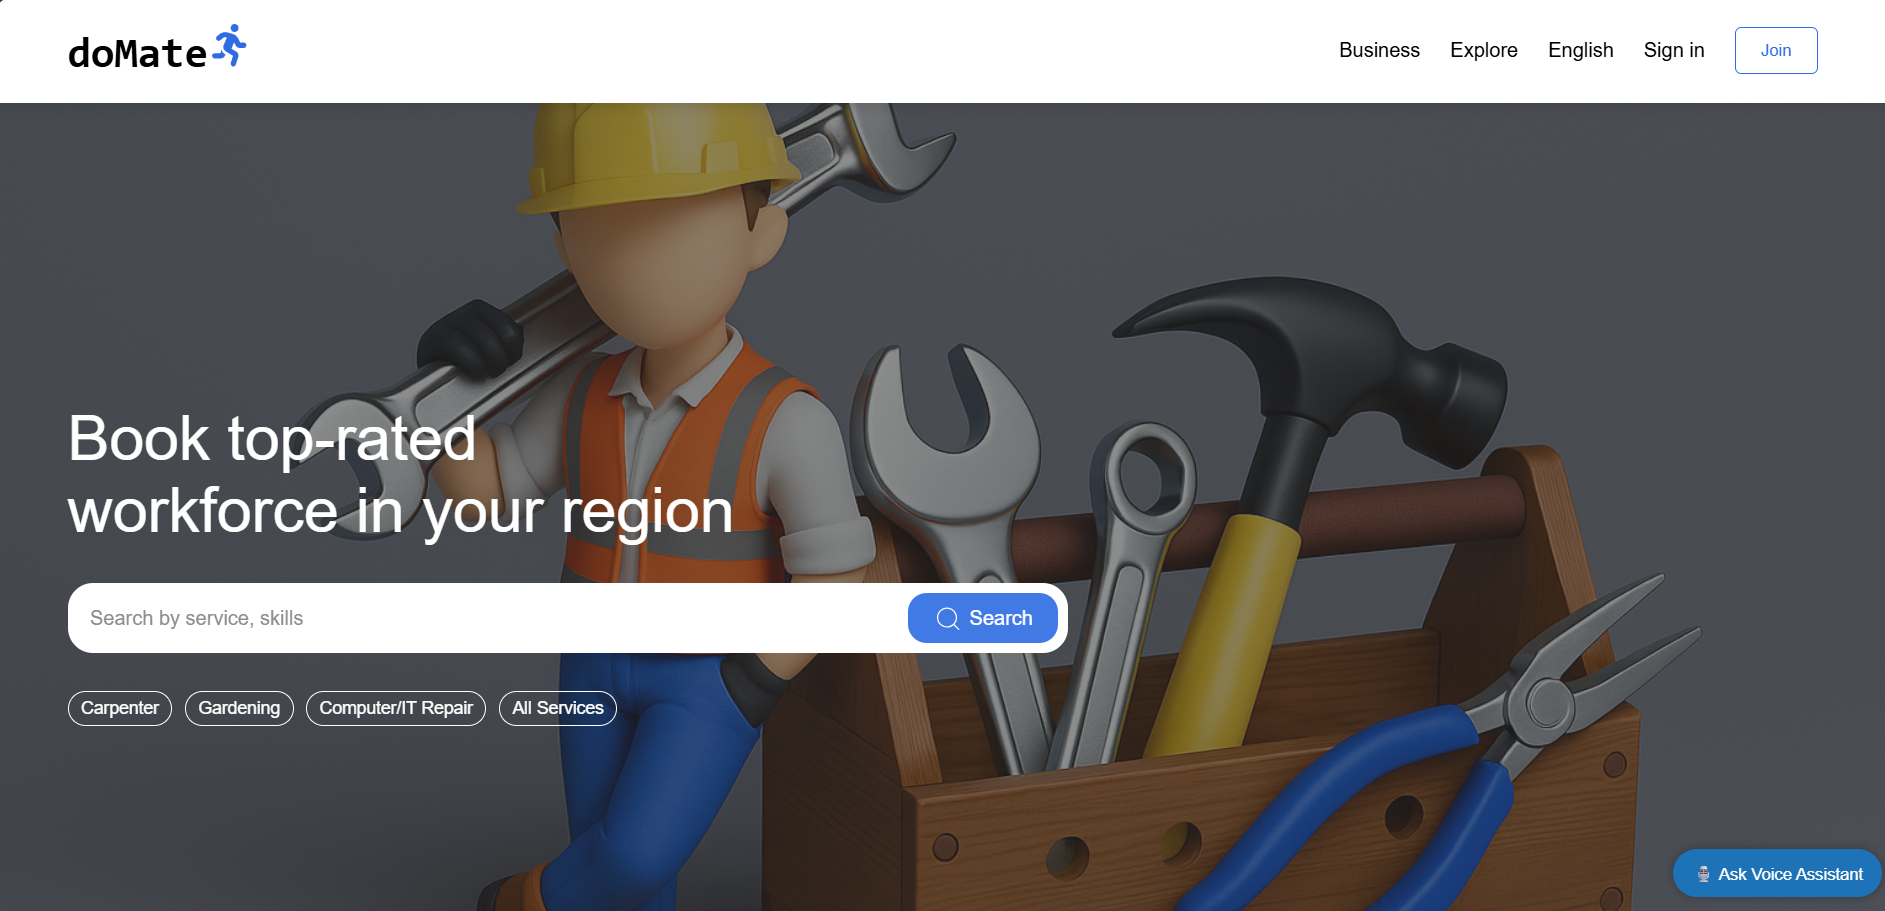 doMate
Business
Explore
English
Sign in
Join
Book top-rated
workforce in your region
Search by service, skills
Search
Carpenter
Gardening
Computer/IT Repair
All Services
Ask Voice Assistant